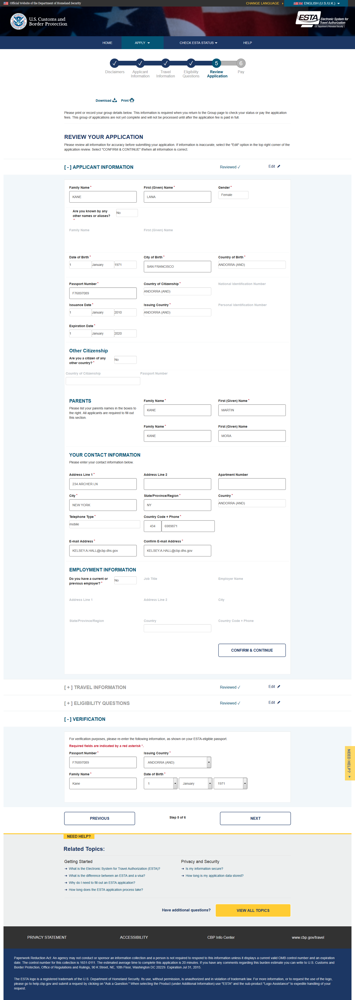 Official Website of the Department of Homeland Security
CHANGE LANGUAGE
ENGLISH (U.S./U.K.)
U.S. Customs and
Border Protection
ESTA
Electronic System for
Travel Authorization
U.S. Department of Homeland Security
HOME
APPLY
CHECK ESTA STATUS
HELP
5
6
Disclaimers
Applicant
Information
Travel
Information
Eligibility
Questions
Review
Application
Pay
Download
Print
Please print or record your group details below. This information is required when you return to the Group page to check your status or pay the application
fees. This group of applications are not yet complete and will not be processed until after the application fee is paid in full.
REVIEW YOUR APPLICATION
Please review all information for accuracy before submitting your application. If information is inaccurate, select the "Edit" option in the top right corner of the
application review. Select "CONFIRM & CONTINUE" if/when all information is correct.
[ - ] APPLICANT INFORMATION
Reviewed ✓
Edit
Family Name *
First (Given) Name *
Gender *
KANE
LANA
Female
Are you known by any
other names or aliases?
*
No
Family Name
First (Given) Name
Date of Birth *
City of Birth *
Country of Birth *
1
January
1971
SAN FRANCISCO
ANDORRA (AND)
Passport Number *
Country of Citizenship *
National Identification Number
F76897089
ANDORRA (AND)
Issuance Date *
Issuing Country *
Personal Identification Number
1
January
2010
ANDORRA (AND)
Expiration Date *
1
January
2020
Other Citizenship
Are you a citizen of any
other country? *
No
Country of Citizenship
Passport Number
PARENTS
Please list your parents names in the boxes to
the right. All applicants are required to fill out
this section.
Family Name *
First (Given) Name *
KANE
MARTIN
Family Name *
First (Given) Name
KANE
MORA
YOUR CONTACT INFORMATION
Please enter your contact information below.
Address Line 1 *
Address Line 2
Apartment Number
234 ARCHER LN
City *
State/Province/Region *
Country *
NEW YORK
NY
ANDORRA (AND)
Telephone Type *
Country Code + Phone *
mobile
434
6989871
E-mail Address *
Confirm E-mail Address *
KELSEY.A.HALL@cbp.dhs.gov
KELSEY.A.HALL@cbp.dhs.gov
EMPLOYMENT INFORMATION
Do you have a current or
previous employer? *
No
Job Title
Employer Name
Address Line 1
Address Line 2
City
State/Province/Region
Country
Country Code + Phone
CONFIRM & CONTINUE
[ + ] TRAVEL INFORMATION
Reviewed ✓
Edit
[ + ] ELIGIBILITY QUESTIONS
Reviewed ✓
Edit
[ - ] VERIFICATION
For verification purposes, please re-enter the following information, as shown on your ESTA-eligible passport.
Required fields are indicated by a red asterisk *.
Passport Number *
Issuing Country *
F76897089
ANDORRA (AND)
Family Name *
Date of Birth *
Kane
1
January
1971
NEED HELP?
PREVIOUS
Step 5 of 6
NEXT
NEED HELP?
Related Topics:
Getting Started
Privacy and Security
➔ What is the Electronic System for Travel Authorization (ESTA)?
➔ Is my information secure?
➔ What is the difference between an ESTA and a visa?
➔ How long is my application data stored?
➔ Why do I need to fill out an ESTA application?
➔ How long does the ESTA application process take?
Have additional questions?
VIEW ALL TOPICS
PRIVACY STATEMENT
ACCESSIBILITY
CBP Info Center
www.cbp.gov/travel
Paperwork Reduction Act: An agency may not conduct or sponsor an information collection and a person is not required to respond to this information unless it displays a current valid OMB control number and an expiration
date. The control number for this collection is 1651-0111. The estimated average time to complete this application is 20 minutes. If you have any comments regarding this burden estimate you can write to U.S. Customs and
Border Protection, Office of Regulations and Rulings, 90 K Street, NE, 10th Floor, Washington DC 20229. Expiration Jul 31, 2015.
The ESTA logo is a registered trademark of the U.S. Department of Homeland Security. Its use, without permission, is unauthorized and in violation of trademark law. For more information, or to request the use of the logo,
please go to help.cbp.gov and submit a request by clicking on "Ask a Question." When selecting the Product (under Additional Information) use "ESTA" and the sub-product "Logo Assistance" to expedite handling of your
request.